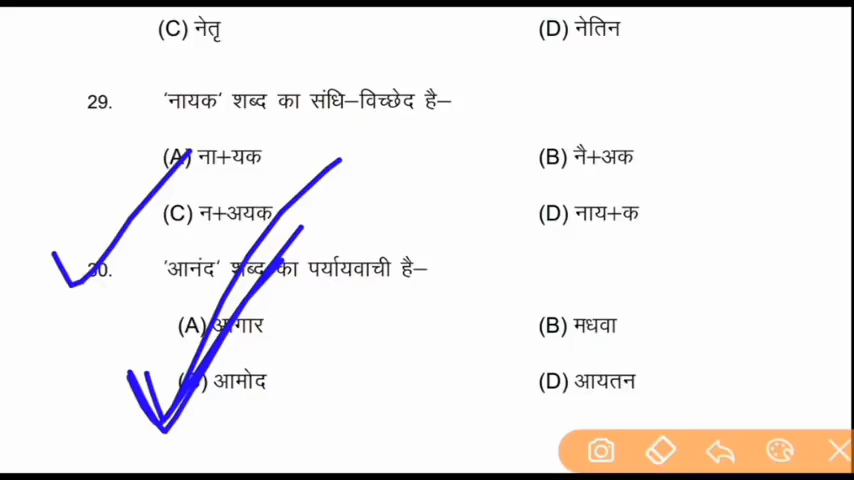 (C) नेतृ (D) नेतिन
29. 'नायक' शब्द का संधि–विच्छेद है–
(A) ना+यक (B) नै+अक
(C) न+अयक (D) नाय+क
30. 'आनंद' शब्द का पर्यायवाची है–
(A) आगार (B) मधवा
(C) आमोद (D) आयतन